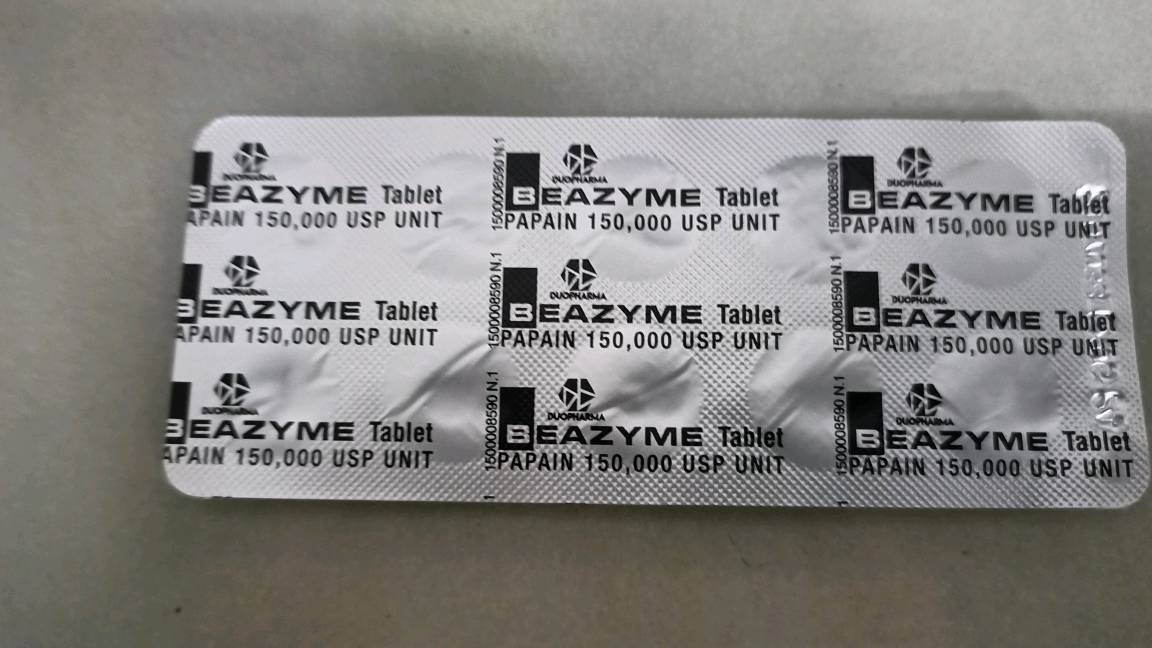 DUOPHARMA
BEAZYME Tablet
PAPAIN 150,000 USP UNIT
1500008590 N.1
DUOPHARMA
BEAZYME Tablet
PAPAIN 150,000 USP UNIT
1500008590 N.1
DUOPHARMA
BEAZYME Tablet
PAPAIN 150,000 USP UNIT
DUOPHARMA
BEAZYME Tablet
APAIN 150,000 USP UNIT
1500008590 N.1
DUOPHARMA
BEAZYME Tablet
PAPAIN 150,000 USP UNIT
1500008590 N.1
DUOPHARMA
BEAZYME Tablet
PAPAIN 150,000 USP UNIT
DUOPHARMA
BEAZYME Tablet
APAIN 150,000 USP UNIT
1500008590 N.1
DUOPHARMA
BEAZYME Tablet
PAPAIN 150,000 USP UNIT
1500008590 N.1
DUOPHARMA
BEAZYME Tablet
PAPAIN 150,000 USP UNIT
1
1